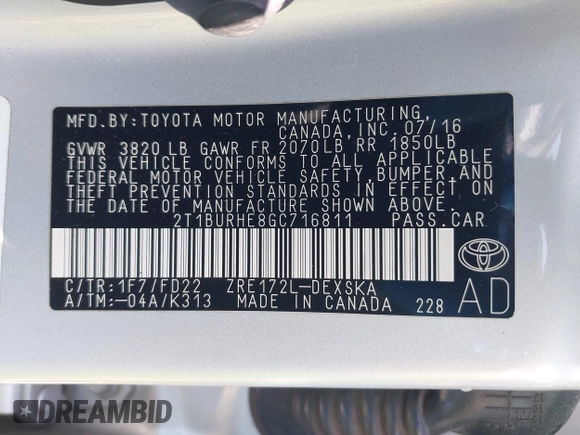 MFD.BY:TOYOTA MOTOR MANUFACTURING,
CANADA,INC.07/16
GVWR 3820LB GAWR FR 2070LB RR 1850LB
THIS VEHICLE CONFORMS TO ALL APPLICABLE
FEDERAL MOTOR VEHICLE SAFETY,BUMPER,AND
THEFT PREVENTION STANDARDS IN EFFECT ON
THE DATE OF MANUFACTURE SHOWN ABOVE.
2T1BURHE8GC716811 PASS.CAR
C/TR:1F7/FD22 ZRE172L-DEXSKA
A/TM:-04A/K313 MADE IN CANADA 228
AD
DREAMBID